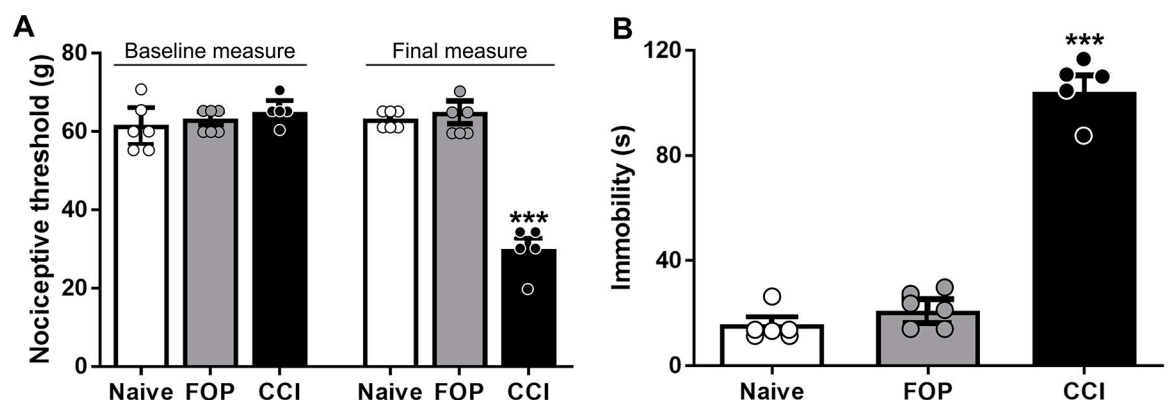 A
Nociceptive threshold (g)
80
60
40
20
0
Baseline measure
Final measure
***
Naive FOP CCI
Naive FOP CCI
B
Immobility (s)
120
80
40
0
***
Naive FOP CCI